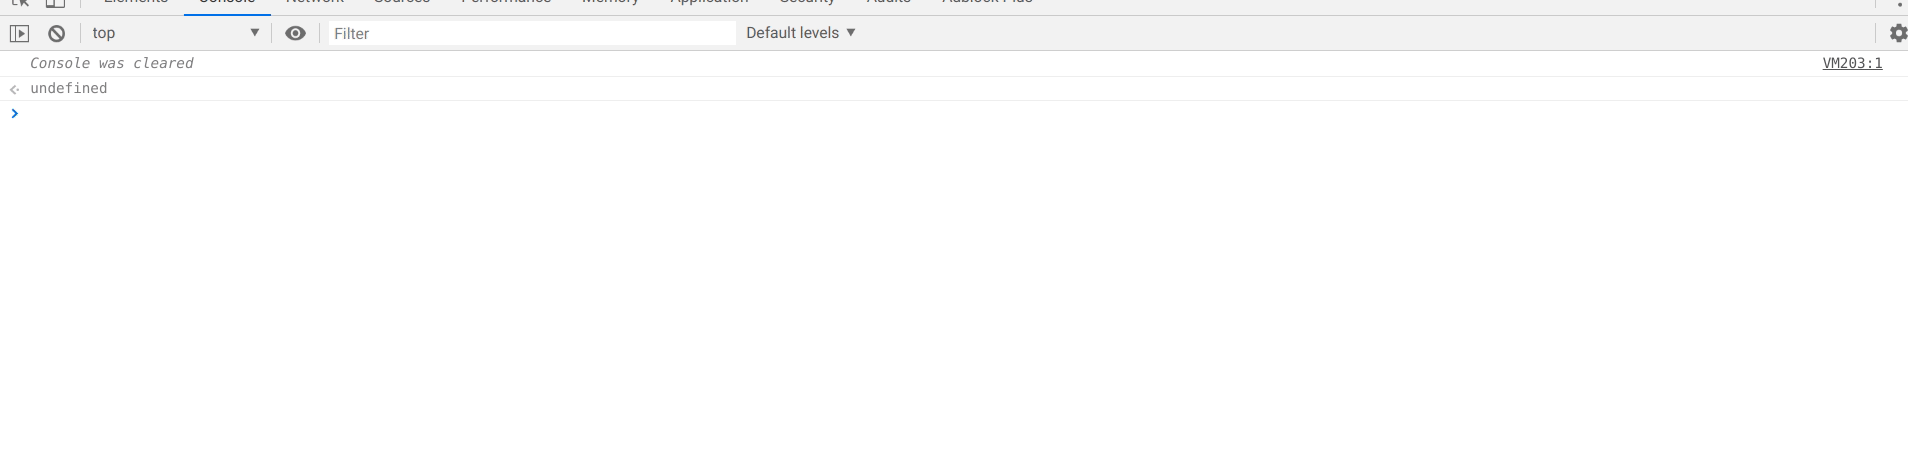 Elements Console Network Sources Performance Memory Application Security Audits Adblock Plus
top Filter Default levels
Console was cleared VM203:1
undefined